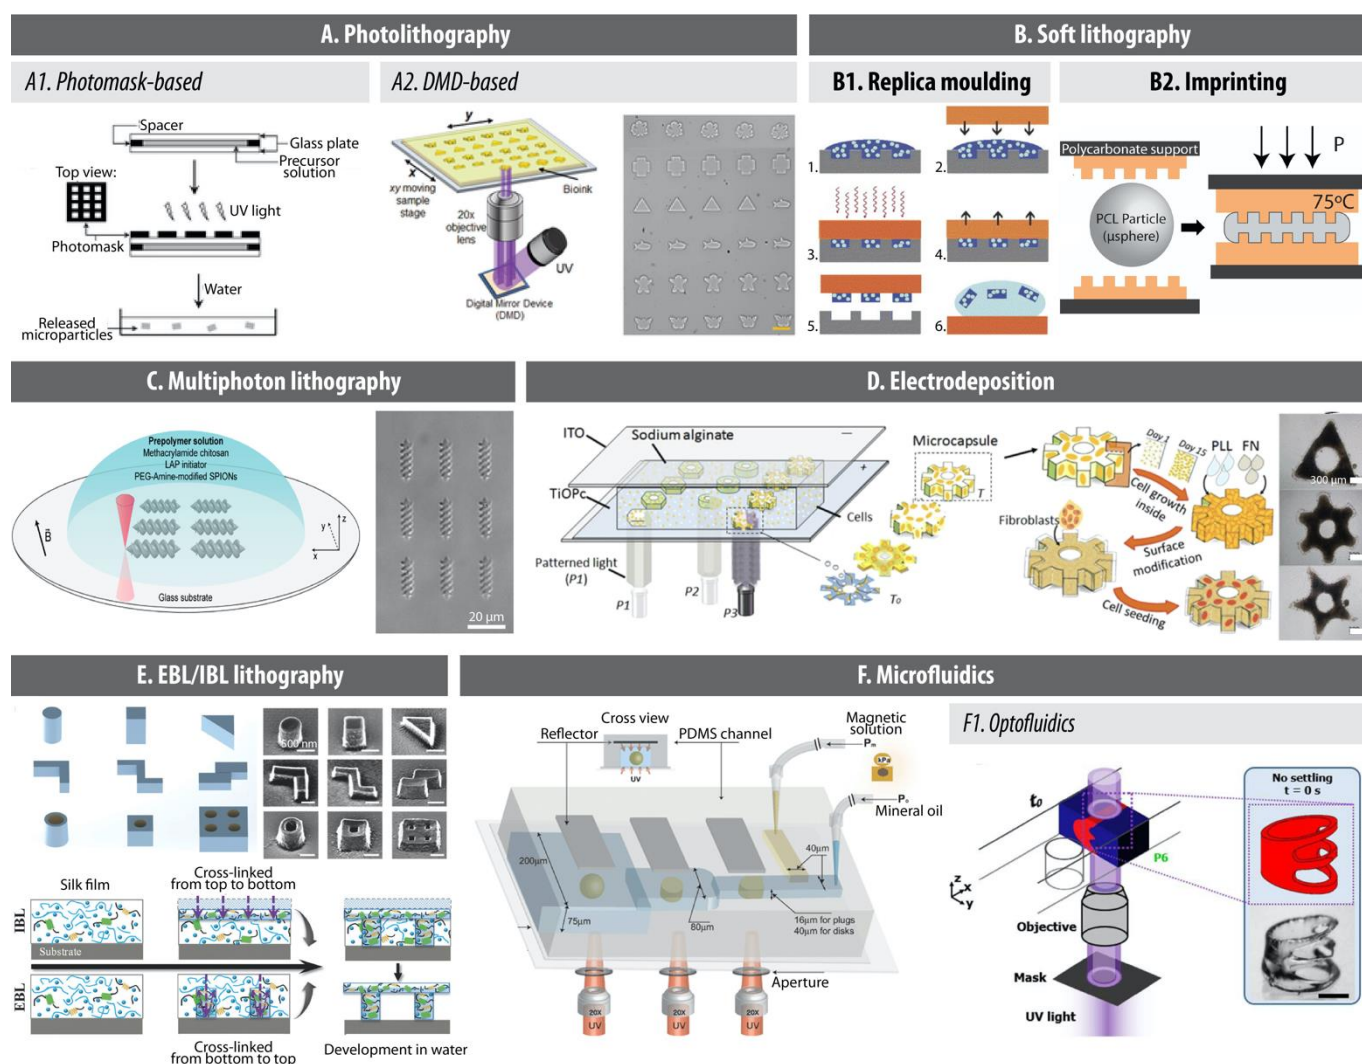 A. Photolithography
A1. Photomask-based
Spacer
Glass plate
Precursor
solution
Top view:
UV light
Photomask
Water
Released
microparticles
A2. DMD-based
y
x
xy moving
sample
stage
Bioink
20x
objective
lens
UV
Digital Mirror Device
(DMD)
B. Soft lithography
B1. Replica moulding
1.
2.
3.
4.
5.
6.
B2. Imprinting
Polycarbonate support
PCL Particle
(µsphere)
P
75ºC
C. Multiphoton lithography
Prepolymer solution
Methacrylamide chitosan
LAP initiator
PEG-Amine-modified SPIONs
B
z
y
x
Glass substrate
20 µm
D. Electrodeposition
ITO
Sodium alginate
−
+
TiOPc
Cells
Patterned light
(P1)
P1
P2
P3
Microcapsule
T
T₀
Day 1
Day 15
PLL
FN
Cell growth
inside
Fibroblasts
Surface
modification
Cell seeding
300 µm
E. EBL/IBL lithography
500 nm
Silk film
Cross-linked
from top to bottom
IBL
Substrate
EBL
Cross-linked
from bottom to top
Development in water
F. Microfluidics
Cross view
Reflector
PDMS channel
UV
Magnetic
solution
Pm
kPa
Mineral oil
200µm
75µm
80µm
40µm
16µm for plugs
40µm for disks
Aperture
20X
UV
20X
UV
20X
UV
F1. Optofluidics
t₀
P6
z
x
y
Objective
Mask
UV light
No settling
t = 0 s